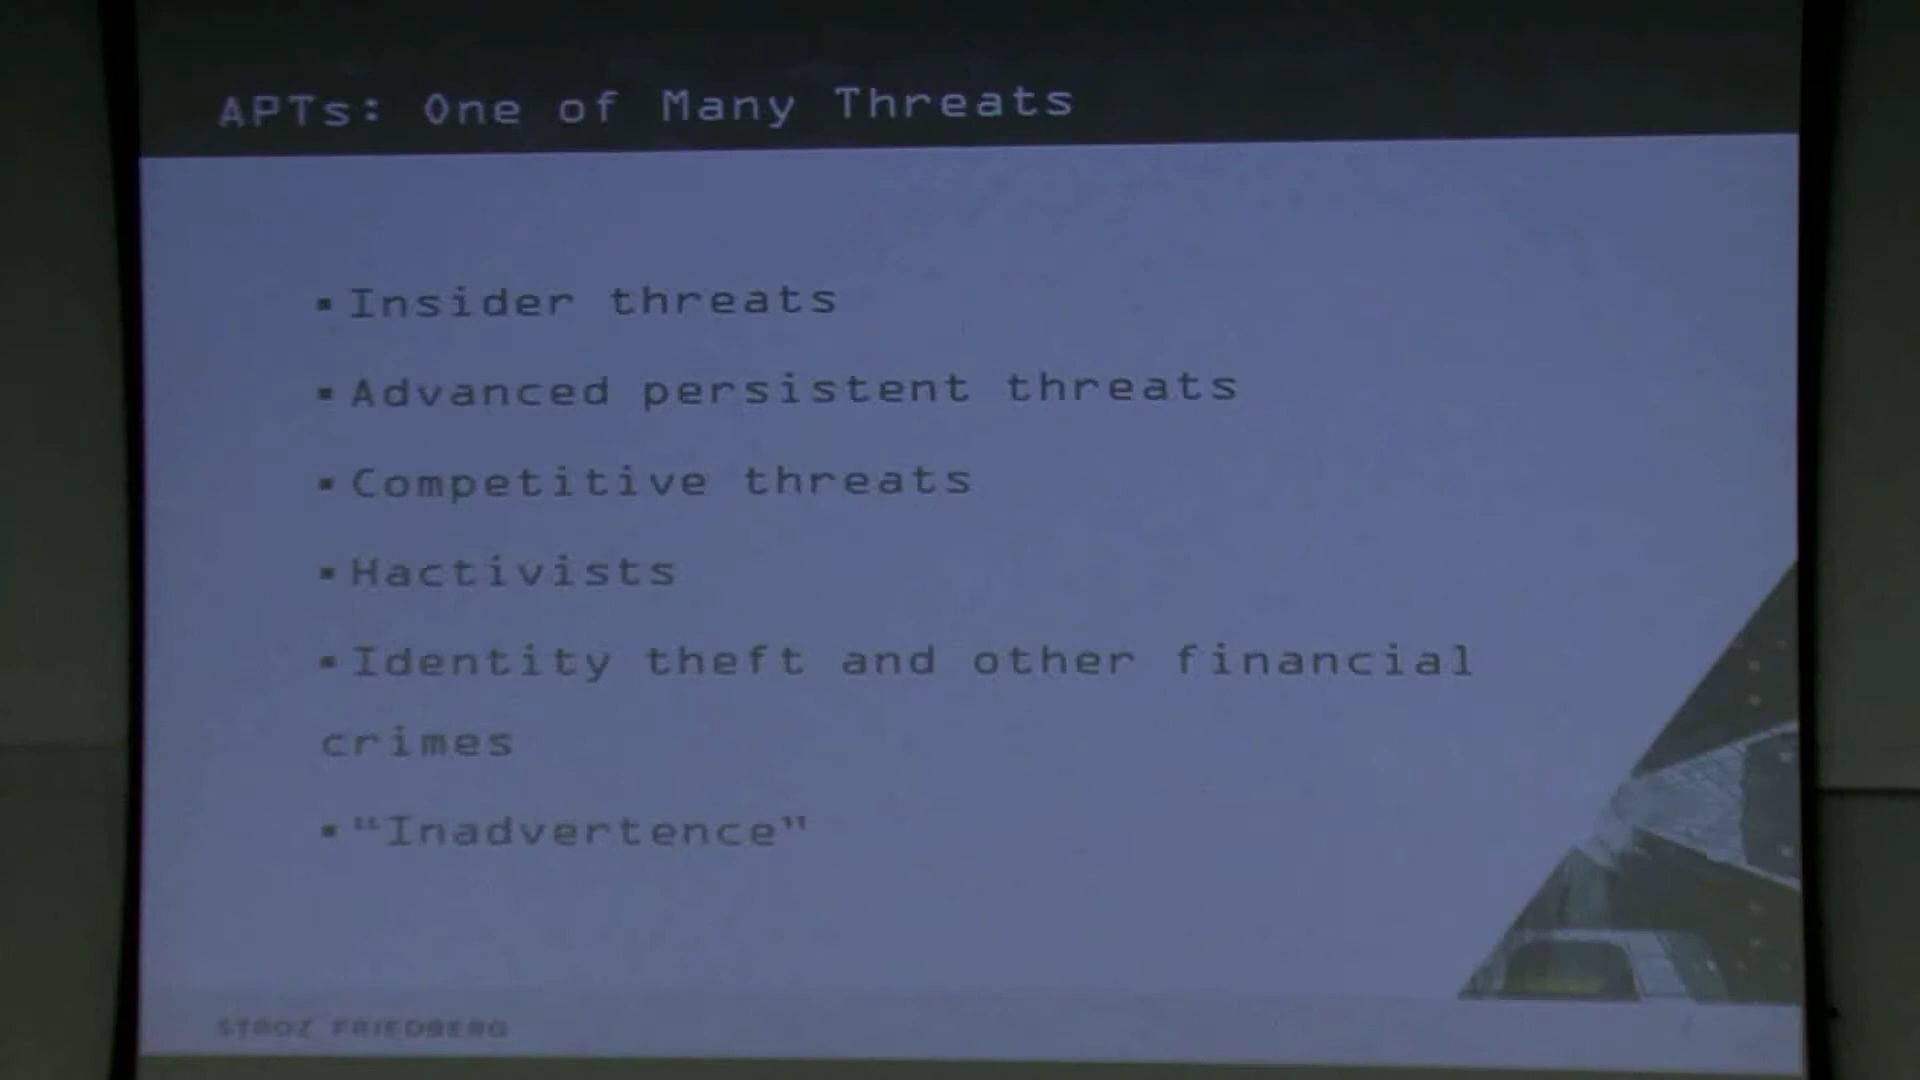 APTs: One of Many Threats
▪ Insider threats
▪ Advanced persistent threats
▪ Competitive threats
▪ Hactivists
▪ Identity theft and other financial
crimes
▪ "Inadvertence"
STROZ FRIEDBERG